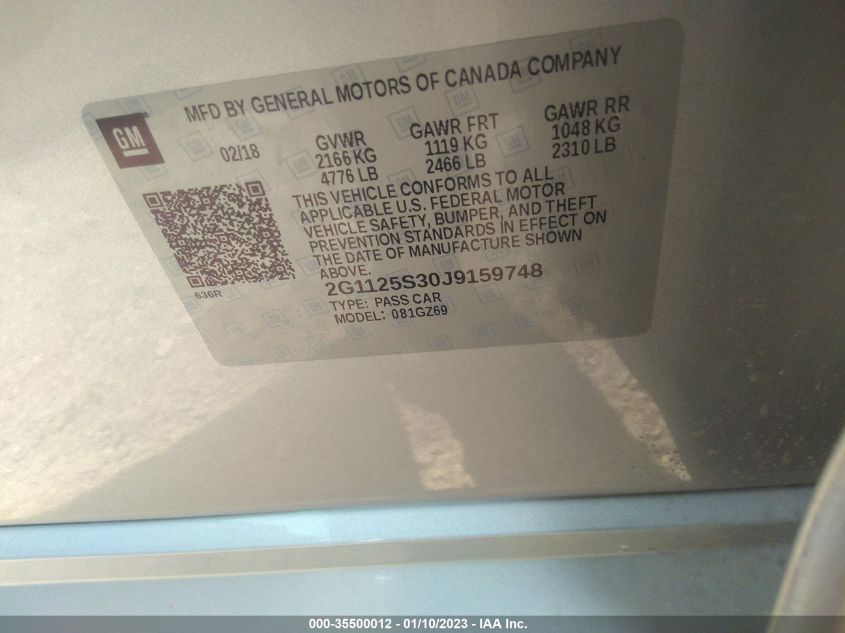 MFD BY GENERAL MOTORS OF CANADA COMPANY
GM
02/18 GVWR GAWR FRT GAWR RR
2166 KG 1119 KG 1048 KG
4776 LB 2466 LB 2310 LB
THIS VEHICLE CONFORMS TO ALL
APPLICABLE U.S. FEDERAL MOTOR
VEHICLE SAFETY, BUMPER, AND THEFT
PREVENTION STANDARDS IN EFFECT ON
THE DATE OF MANUFACTURE SHOWN
ABOVE.
2G1125S30J9159748
636R
TYPE: PASS CAR
MODEL: 081GZ69
000-35500012 - 01/10/2023 - IAA Inc.